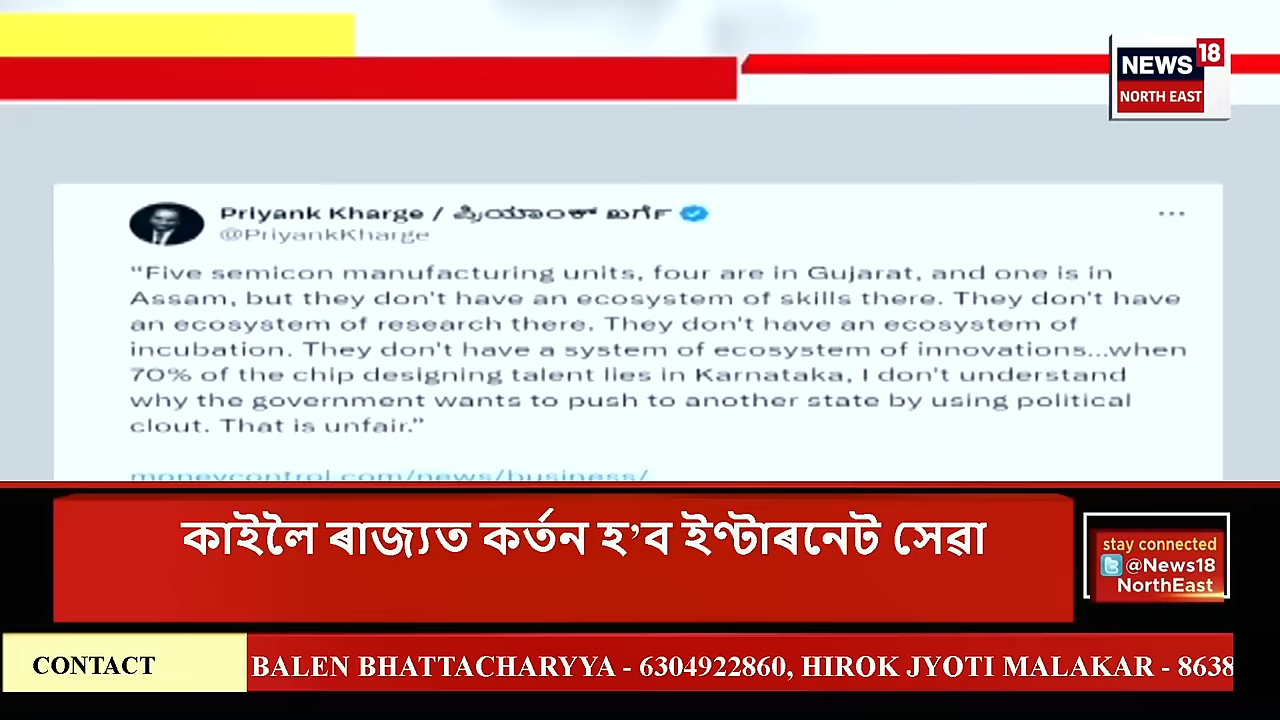 NEWS 18
NORTH EAST
Priyank Kharge / ಪ್ರಿಯಾಂಕ್ ಖರ್ಗೆ
@PriyankKharge
“Five semicon manufacturing units, four are in Gujarat, and one is in
Assam, but they don't have an ecosystem of skills there. They don't have
an ecosystem of research there. They don't have an ecosystem of
incubation. They don't have a system of ecosystem of innovations...when
70% of the chip designing talent lies in Karnataka, I don't understand
why the government wants to push to another state by using political
clout. That is unfair.”
moneycontrol.com/news/business/
কাইলৈ ৰাজ্যত কৰ্তন হ’ব ইণ্টাৰনেট সেৱা
stay connected
@News18
NorthEast
CONTACT
BALEN BHATTACHARYYA - 6304922860, HIROK JYOTI MALAKAR - 8638